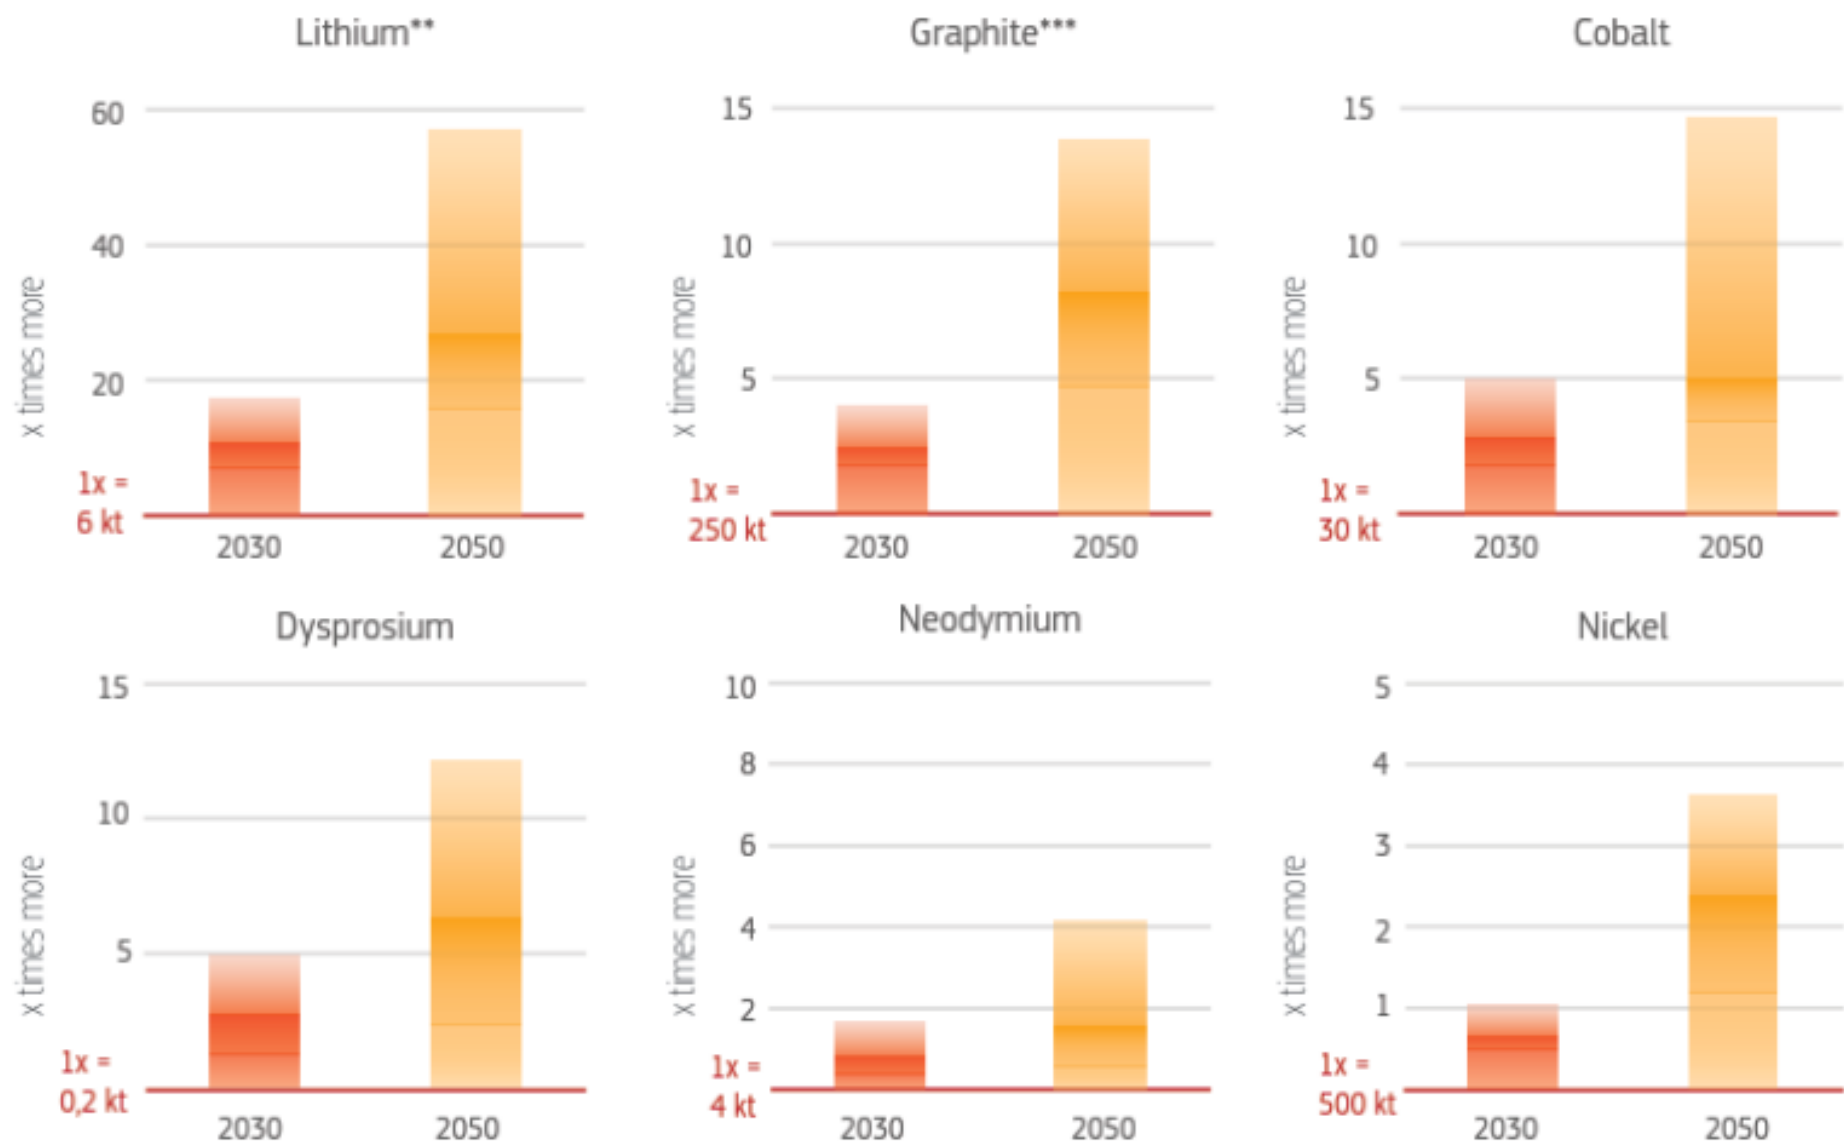 Lithium**
60
40
20
x times more
1x =
6 kt
2030
2050
Graphite***
15
10
5
x times more
1x =
250 kt
2030
2050
Cobalt
15
10
5
x times more
1x =
30 kt
2030
2050
Dysprosium
15
10
5
x times more
1x =
0,2 kt
2030
2050
Neodymium
10
8
6
4
2
x times more
1x =
4 kt
2030
2050
Nickel
5
4
3
2
1
x times more
1x =
500 kt
2030
2050